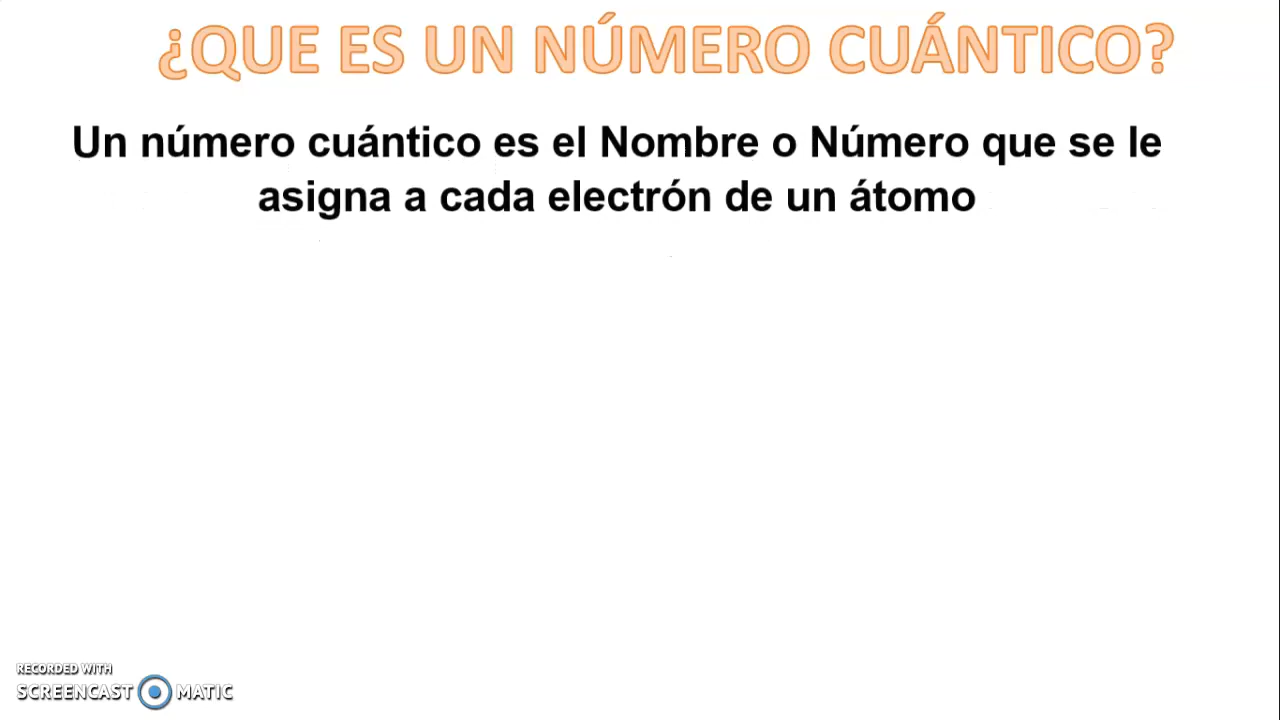 ¿QUE ES UN NÚMERO CUÁNTICO?
Un número cuántico es el Nombre o Número que se le
asigna a cada electrón de un átomo
RECORDED WITH
SCREENCAST MATIC